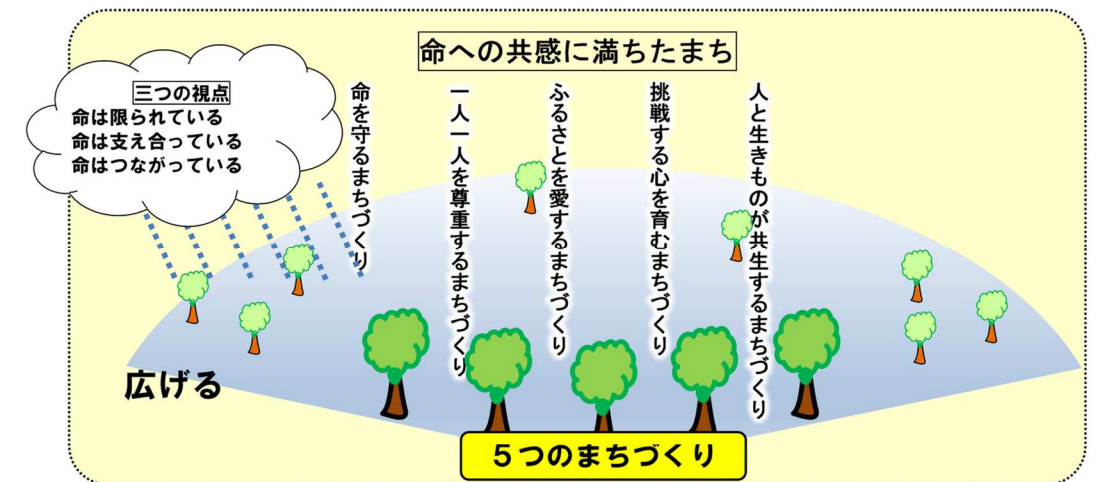 命への共感に満ちたまち
三つの視点
命は限られている
命は支え合っている
命はつながっている
命を守るまちづくり
一人一人を尊重するまちづくり
ふるさとを愛するまちづくり
挑戦する心を育むまちづくり
人と生きものが共生するまちづくり
広げる
５つのまちづくり